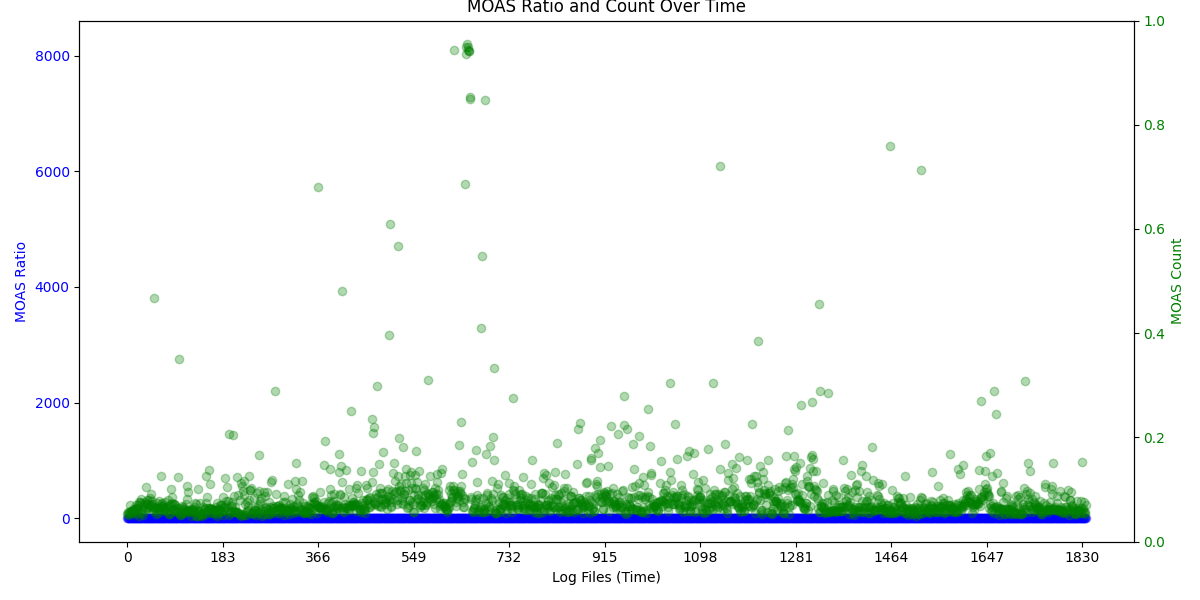 MOAS Ratio and Count Over Time
8000
6000
4000
2000
0
MOAS Ratio
1.0
0.8
0.6
0.4
0.2
0.0
MOAS Count
0 183 366 549 732 915 1098 1281 1464 1647 1830
Log Files (Time)